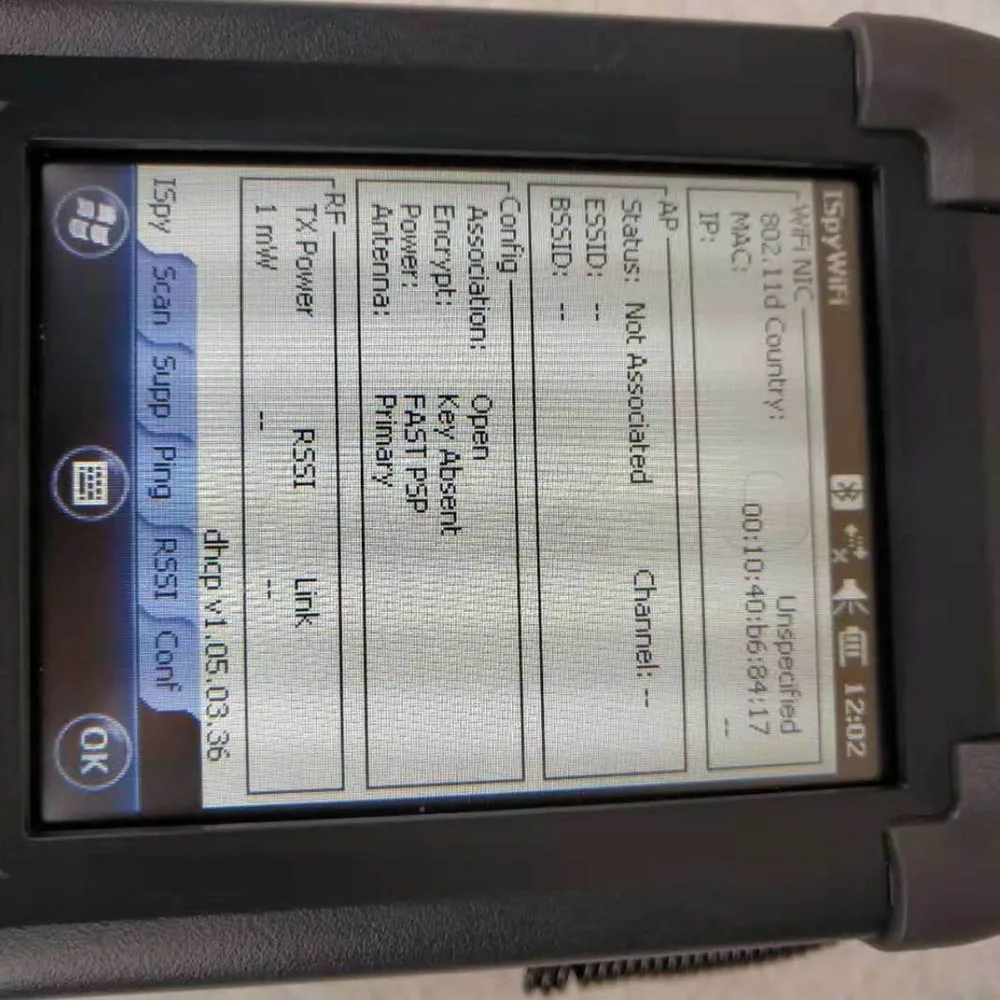 ISpyWiFi 12:02
WiFi NIC
802.11d Country: Unspecified
MAC: 00:10:40:b6:84:17
IP: --
AP
Status: Not Associated Channel: --
ESSID: --
BSSID: --
Config
Association: Open
Encrypt: Key Absent
Power: FAST PSP
Antenna: Primary
RF
TX Power RSSI Link
1 mW -- --
dhcp v1.05.03.36
ISpy Scan Supp Ping RSSI Conf
OK